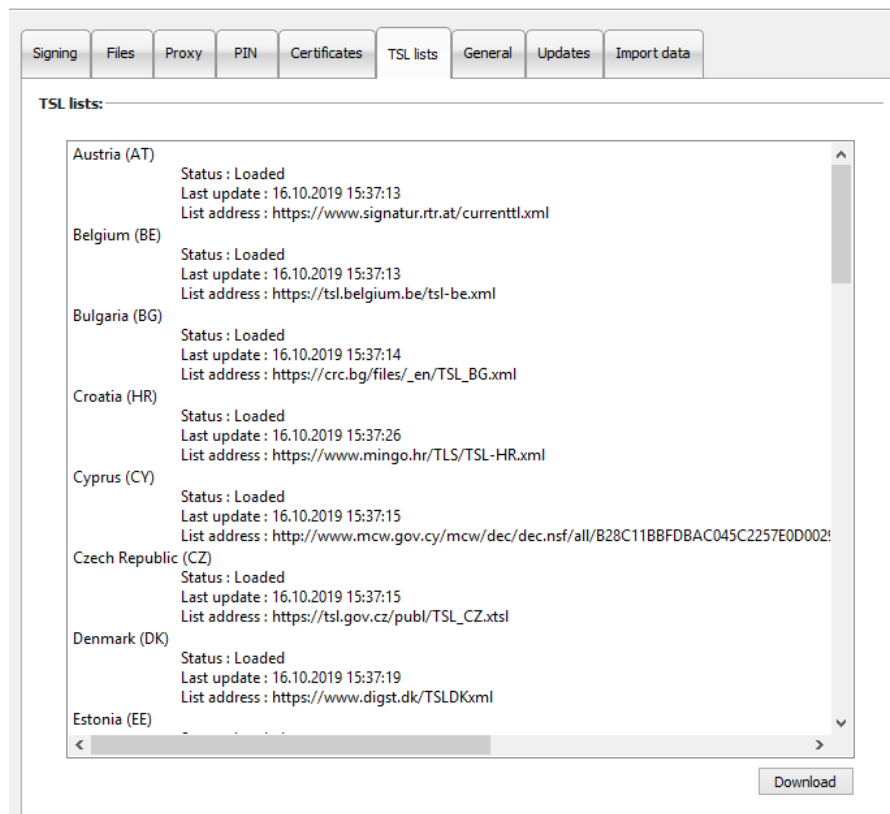 Signing Files Proxy PIN Certificates TSL lists General Updates Import data
TSL lists:
Austria (AT)
Status : Loaded
Last update : 16.10.2019 15:37:13
List address : https://www.signatur.rtr.at/currenttl.xml
Belgium (BE)
Status : Loaded
Last update : 16.10.2019 15:37:13
List address : https://tsl.belgium.be/tsl-be.xml
Bulgaria (BG)
Status : Loaded
Last update : 16.10.2019 15:37:14
List address : https://crc.bg/files/_en/TSL_BG.xml
Croatia (HR)
Status : Loaded
Last update : 16.10.2019 15:37:26
List address : https://www.mingo.hr/TLS/TSL-HR.xml
Cyprus (CY)
Status : Loaded
Last update : 16.10.2019 15:37:15
List address : http://www.mcw.gov.cy/mcw/dec/dec.nsf/all/B28C11BBFDBAC045C2257E0D0029
Czech Republic (CZ)
Status : Loaded
Last update : 16.10.2019 15:37:15
List address : https://tsl.gov.cz/publ/TSL_CZ.xtsl
Denmark (DK)
Status : Loaded
Last update : 16.10.2019 15:37:19
List address : https://www.digst.dk/TSLDKxml
Estonia (EE)
Download